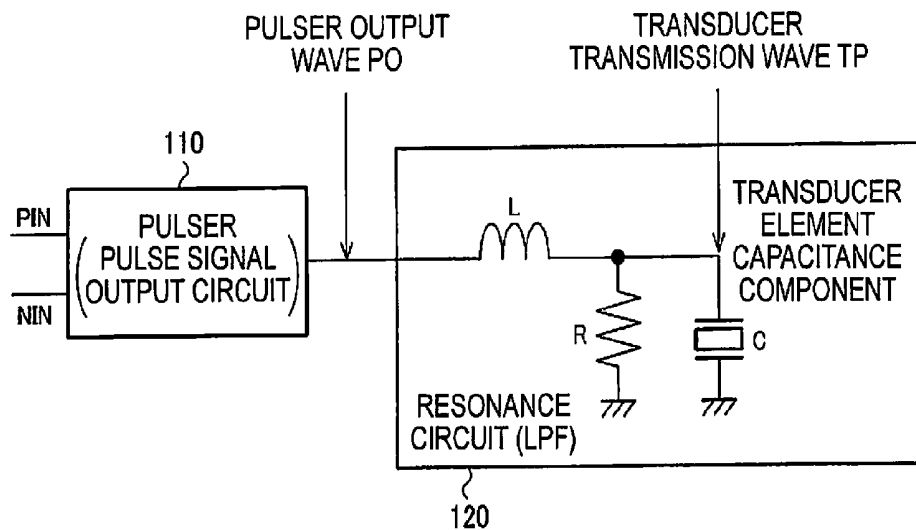 PULSER OUTPUT
WAVE PO
TRANSDUCER
TRANSMISSION WAVE TP
110
PIN
NIN
PULSER
(PULSE SIGNAL
OUTPUT CIRCUIT)
L
R
C
TRANSDUCER
ELEMENT
CAPACITANCE
COMPONENT
RESONANCE
CIRCUIT (LPF)
120